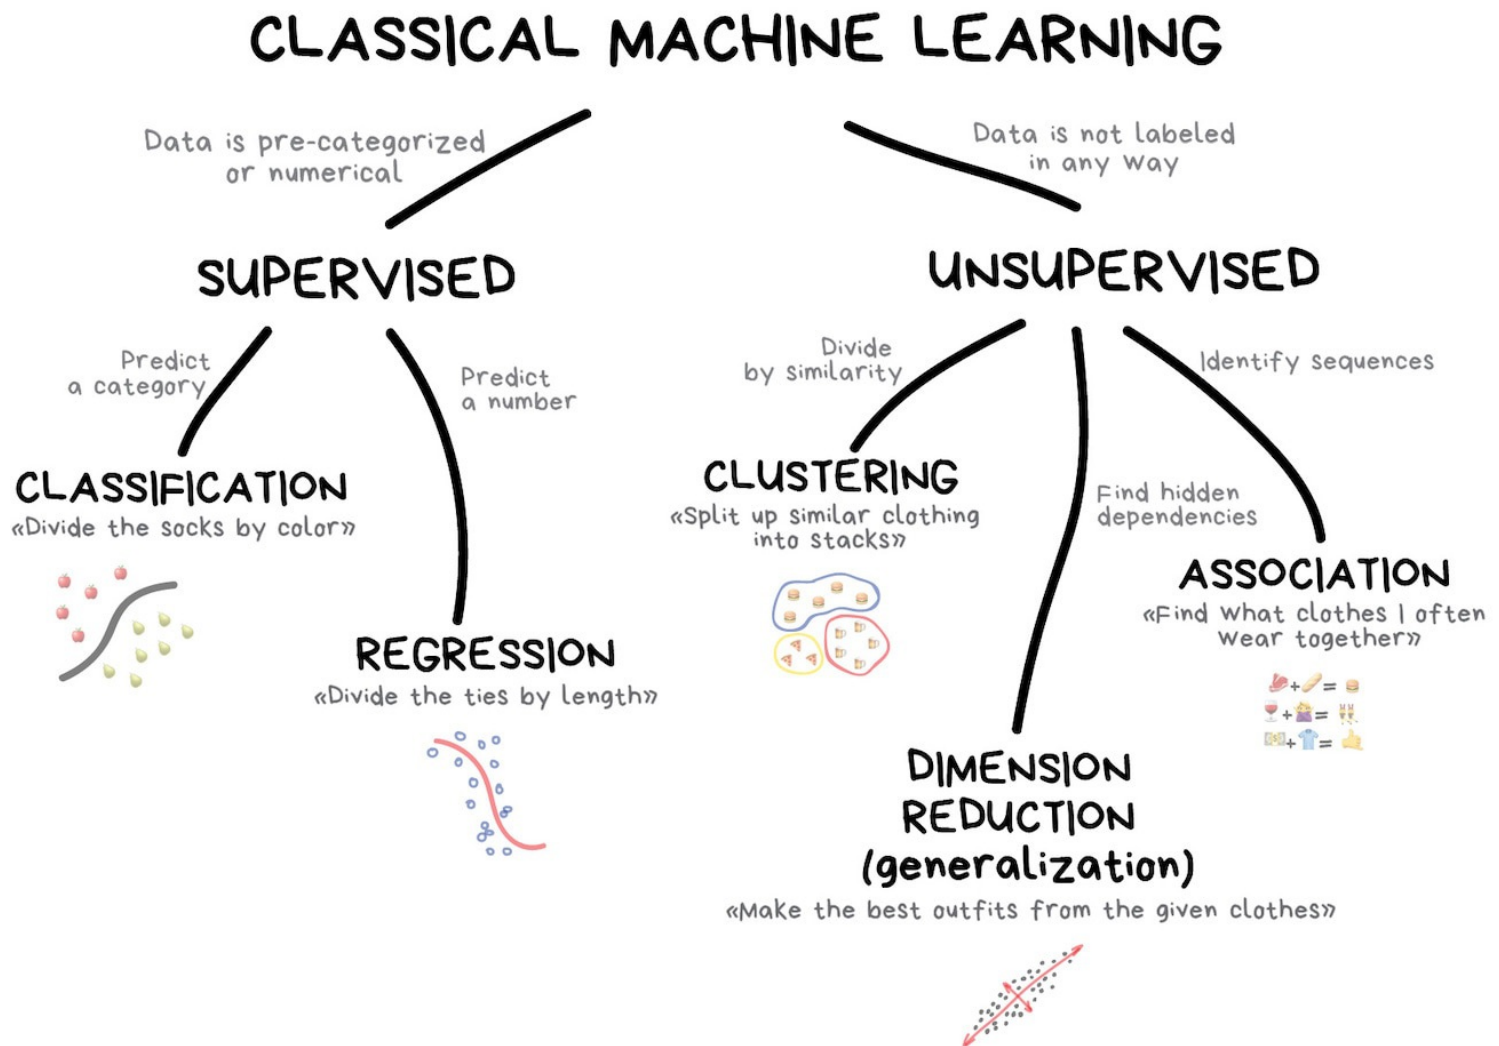 CLASSICAL MACHINE LEARNING
Data is pre-categorized
or numerical
Data is not labeled
in any way
SUPERVISED
UNSUPERVISED
Predict
a category
Predict
a number
Divide
by similarity
Identify sequences
CLASSIFICATION
«Divide the socks by color»
CLUSTERING
«Split up similar clothing
into stacks»
Find hidden
dependencies
ASSOCIATION
«Find what clothes I often
wear together»
REGRESSION
«Divide the ties by length»
+ =
+ =
+ =
DIMENSION
REDUCTION
(generalization)
«Make the best outfits from the given clothes»